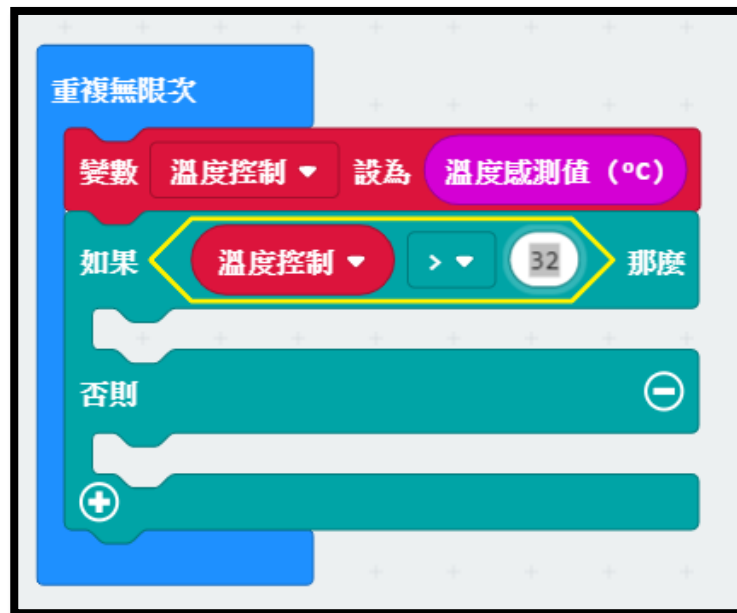 重複無限次
變數 溫度控制 設為 溫度感測值 (ºC)
如果 溫度控制 > 32 那麼
否則